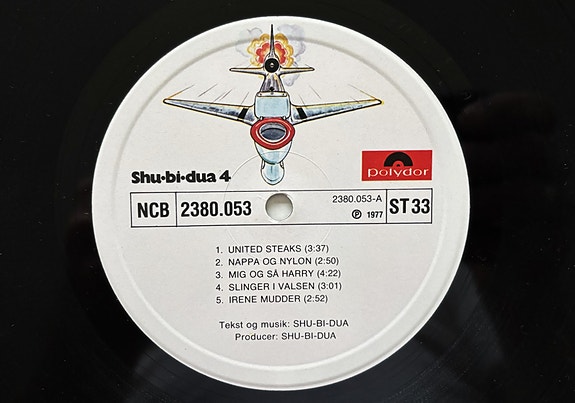 Shu·bi·dua 4
polydor
NCB
2380.053
2380.053-A
℗ 1977
ST 33
1. UNITED STEAKS (3:37)
2. NAPPA OG NYLON (2:50)
3. MIG OG SÅ HARRY (4:22)
4. SLINGER I VALSEN (3:01)
5. IRENE MUDDER (2:52)
Tekst og musik: SHU-BI-DUA
Producer: SHU-BI-DUA